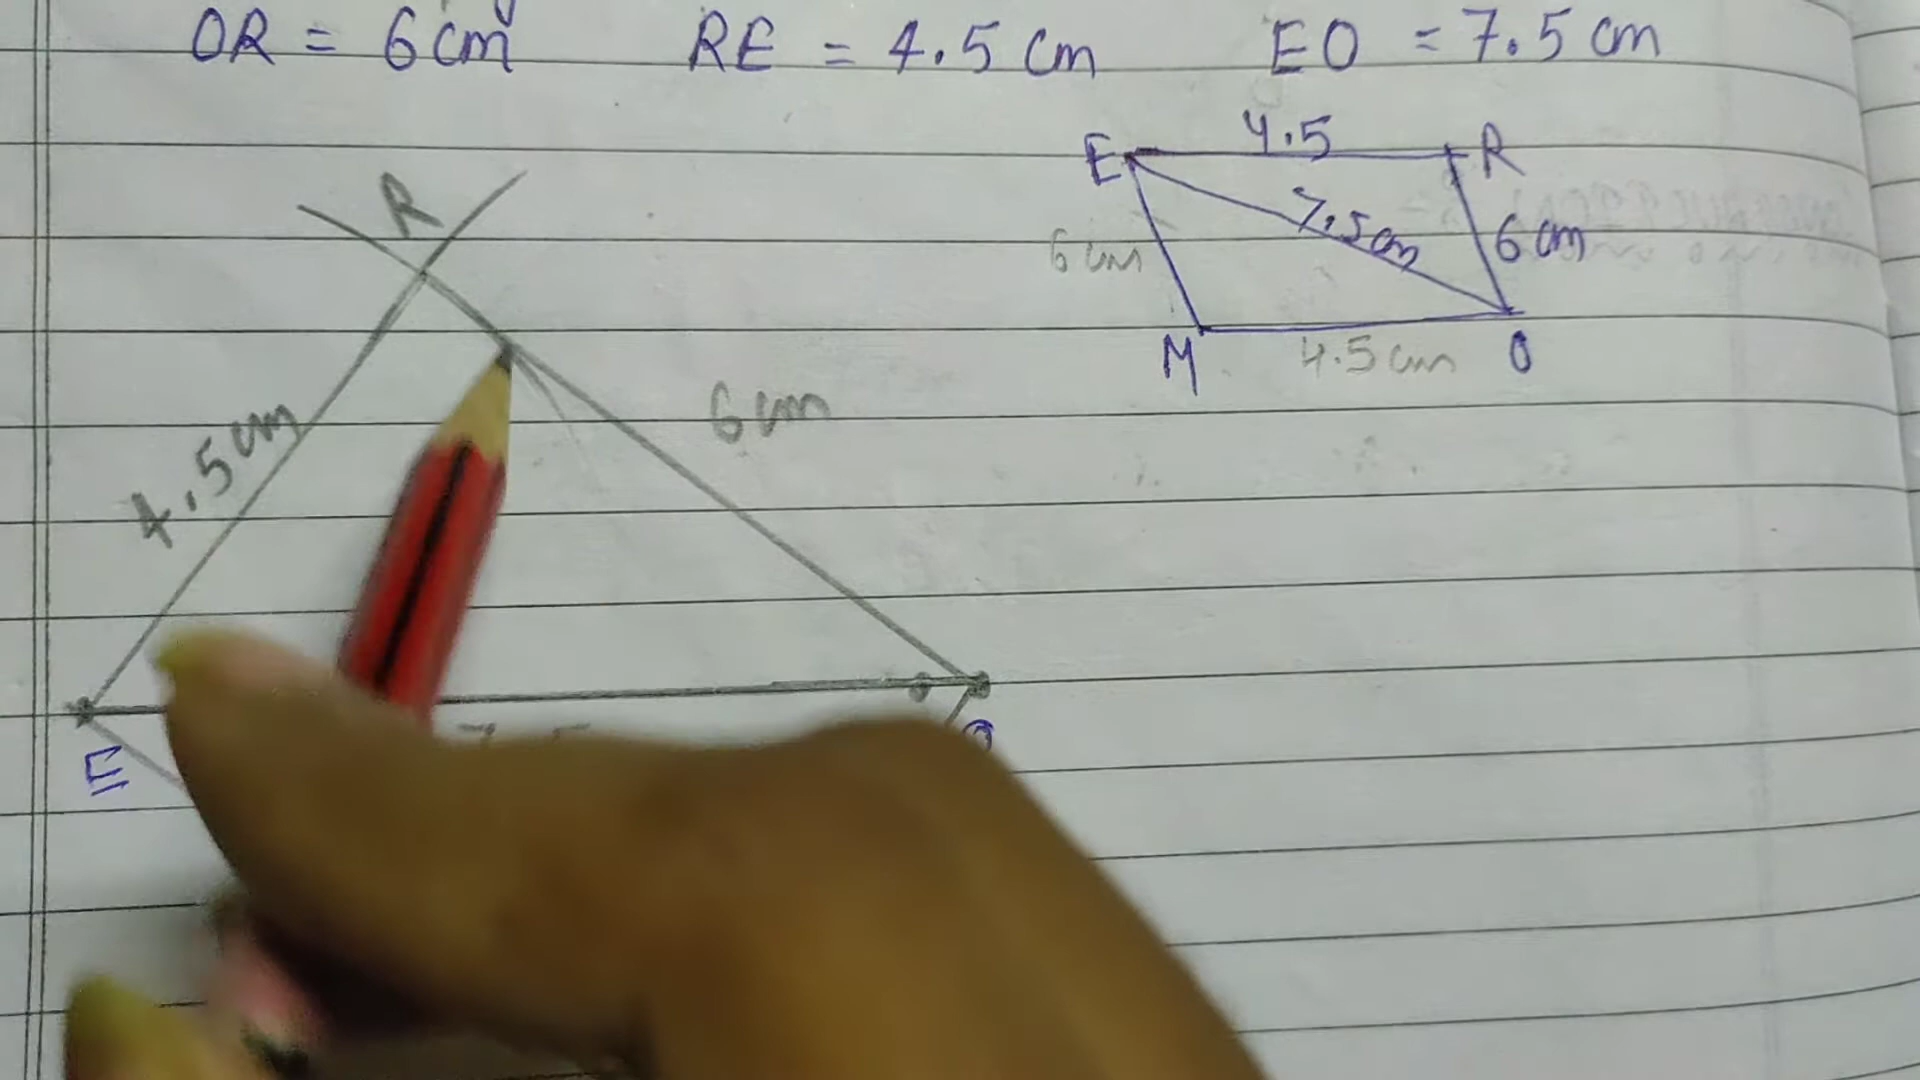 OR = 6 cm RE = 4.5 cm EO = 7.5 cm
E 4.5 R
R
7.5 cm
6 cm 6 cm
M 4.5 cm O
4.5 cm 6 cm
E